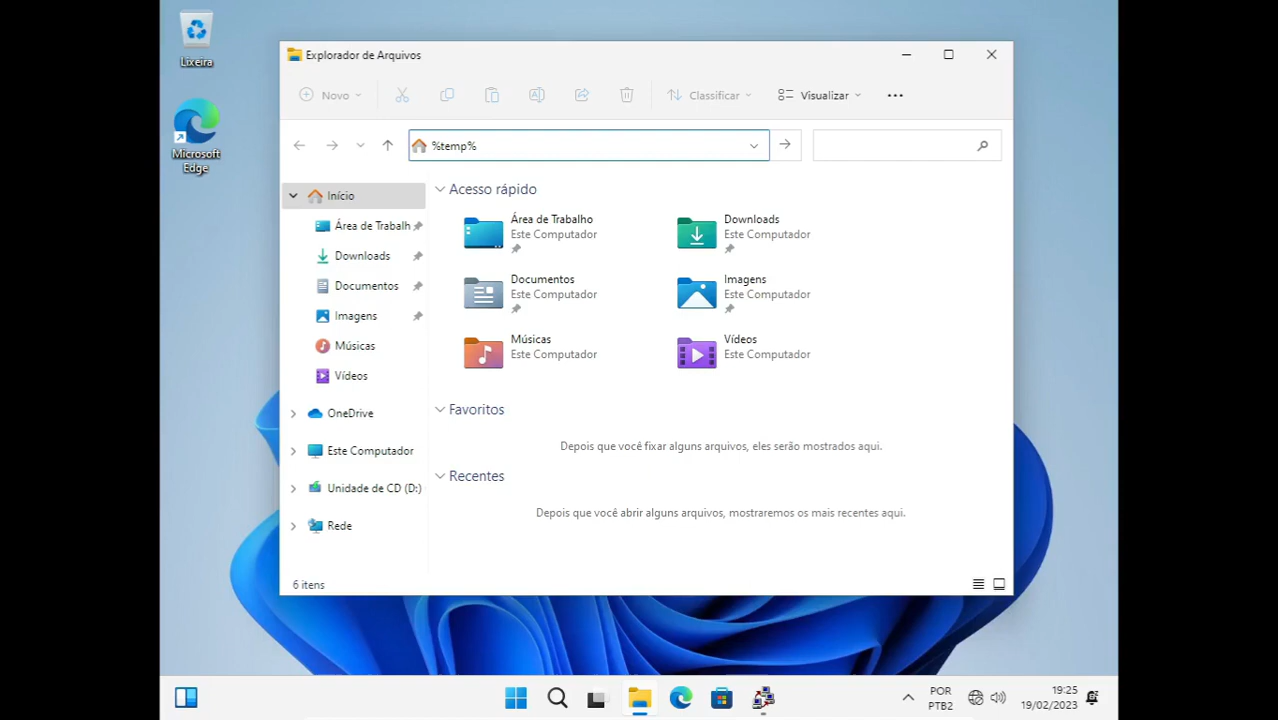 Lixeira
Microsoft
Edge
Explorador de Arquivos
Novo
Classificar
Visualizar
%temp%
Início
Área de Trabalh
Downloads
Documentos
Imagens
Músicas
Vídeos
OneDrive
Este Computador
Unidade de CD (D:)
Rede
Acesso rápido
Área de Trabalho
Este Computador
Downloads
Este Computador
Documentos
Este Computador
Imagens
Este Computador
Músicas
Este Computador
Vídeos
Este Computador
Favoritos
Depois que você fixar alguns arquivos, eles serão mostrados aqui.
Recentes
Depois que você abrir alguns arquivos, mostraremos os mais recentes aqui.
6 itens
POR
PTB2
19:25
19/02/2023